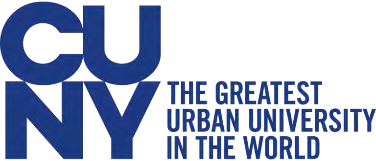 CU
NY
THE GREATEST
URBAN UNIVERSITY
IN THE WORLD